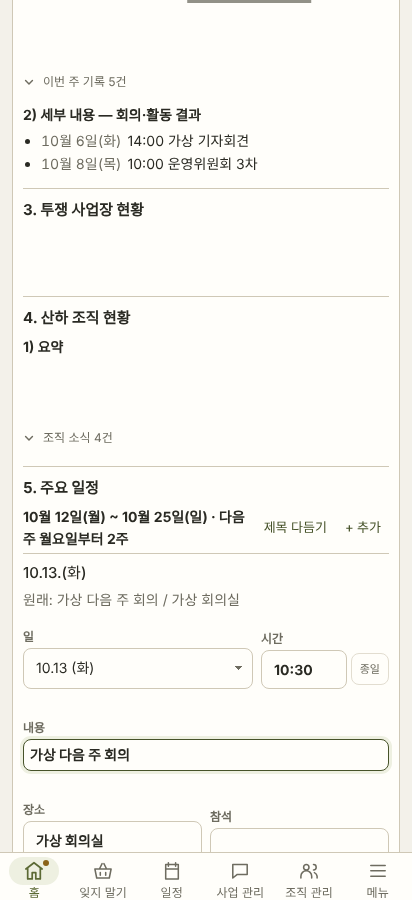 이번 주 기록 5건
2) 세부 내용 — 회의·활동 결과
• 10월 6일(화) 14:00 가상 기자회견
• 10월 8일(목) 10:00 운영위원회 3차
3. 투쟁 사업장 현황
4. 산하 조직 현황
1) 요약
조직 소식 4건
5. 주요 일정
10월 12일(월) ~ 10월 25일(일) · 다음
주 월요일부터 2주
제목 다듬기
+ 추가
10.13.(화)
원래: 가상 다음 주 회의 / 가상 회의실
일
시간
10.13 (화)
10:30
종일
내용
가상 다음 주 회의
장소
참석
가상 회의실
홈
잊지 말기
일정
사업 관리
조직 관리
메뉴